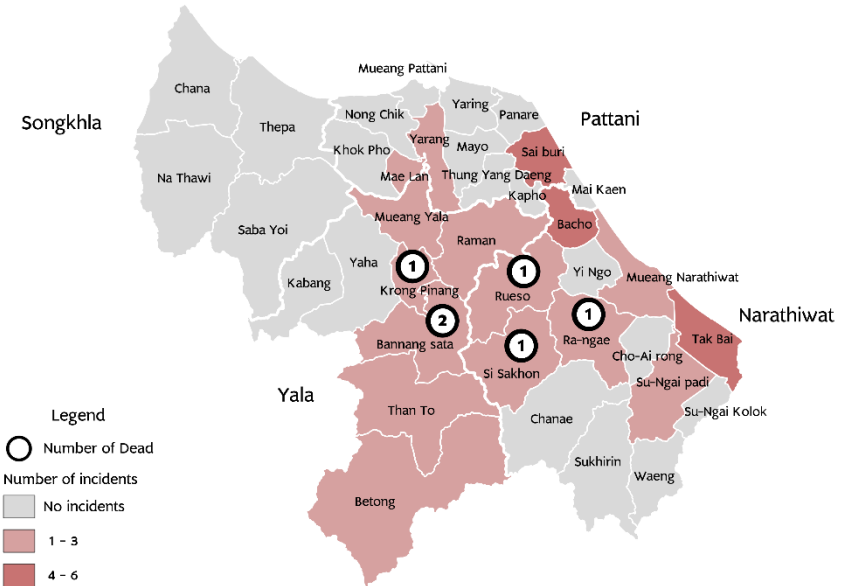 Mueang Pattani
Chana
Songkhla
Thepa
Nong Chik
Yaring
Panare
Pattani
Yarang
Khok Pho
Mayo
Sai buri
Na Thawi
Mae Lan
Thung Yang Daeng
Kapho
Mai Kaen
Mueang Yala
Bacho
Saba Yoi
Raman
Yaha
1
1
Yi Ngo
Mueang Narathiwat
Kabang
Krong Pinang
Rueso
2
1
Narathiwat
Bannang sata
1
Ra-ngae
Tak Bai
Cho-Ai rong
Si Sakhon
Su-Ngai padi
Yala
Than To
Chanae
Su-Ngai Kolok
Legend
Number of Dead
Sukhirin
Waeng
Number of incidents
Betong
No incidents
1 - 3
4 - 6